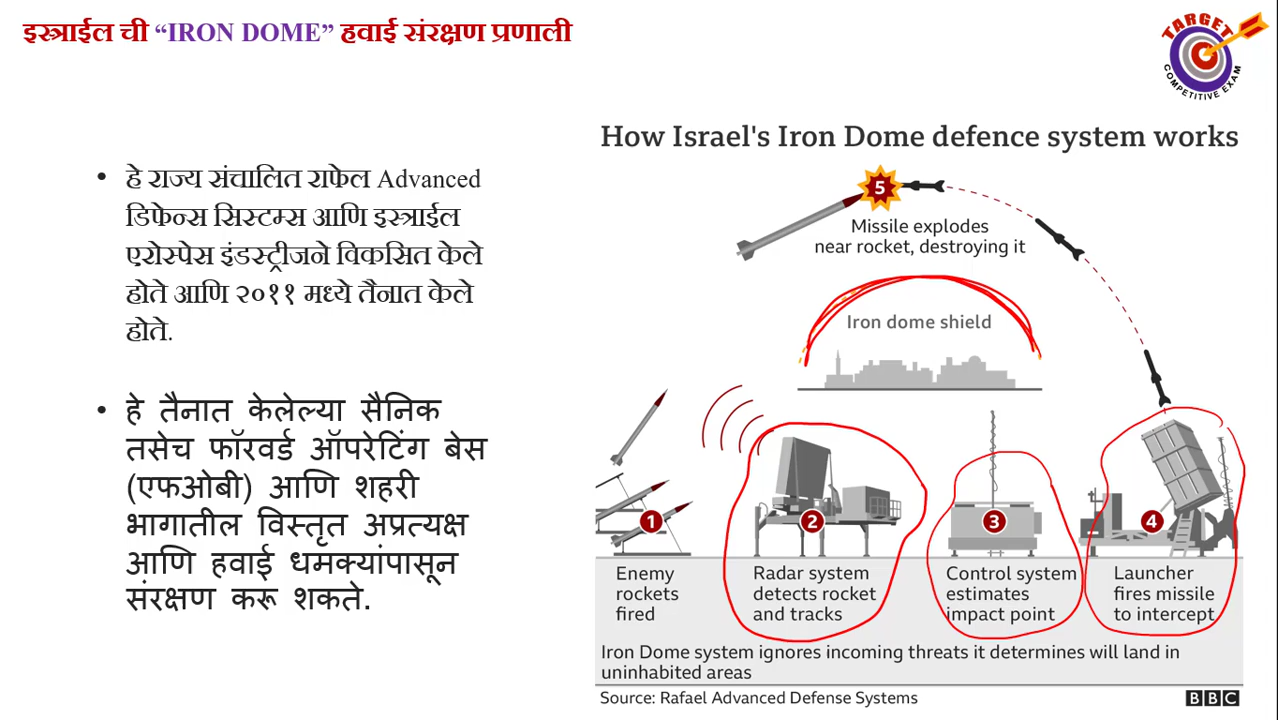 इस्त्राईल ची “IRON DOME” हवाई संरक्षण प्रणाली
TARGET
COMPETITIVE EXAM
• हे राज्य संचालित राफेल Advanced
डिफेन्स सिस्टम्स आणि इस्त्राईल
एरोस्पेस इंडस्ट्रीजने विकसित केले
होते आणि २०११ मध्ये तैनात केले
होते.
• हे तैनात केलेल्या सैनिक
तसेच फॉरवर्ड ऑपरेटिंग बेस
(एफओबी) आणि शहरी
भागातील विस्तृत अप्रत्यक्ष
आणि हवाई धमक्यांपासून
संरक्षण करू शकते.
How Israel's Iron Dome defence system works
5
Missile explodes
near rocket, destroying it
Iron dome shield
1
Enemy
rockets
fired
2
Radar system
detects rocket
and tracks
3
Control system
estimates
impact point
4
Launcher
fires missile
to intercept
Iron Dome system ignores incoming threats it determines will land in
uninhabited areas
Source: Rafael Advanced Defense Systems
BBC